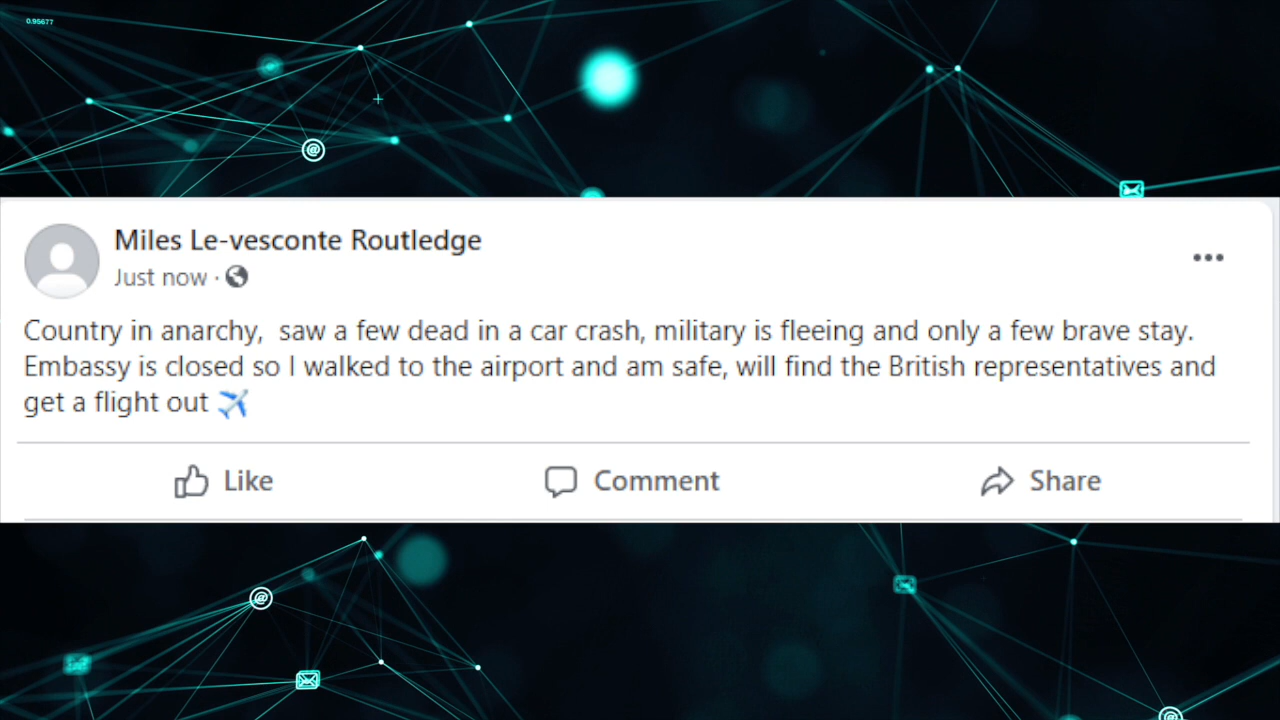 0.95677
Miles Le-vesconte Routledge
Just now ·
Country in anarchy,  saw a few dead in a car crash, military is fleeing and only a few brave stay.
Embassy is closed so I walked to the airport and am safe, will find the British representatives and
get a flight out ✈️
Like Comment Share